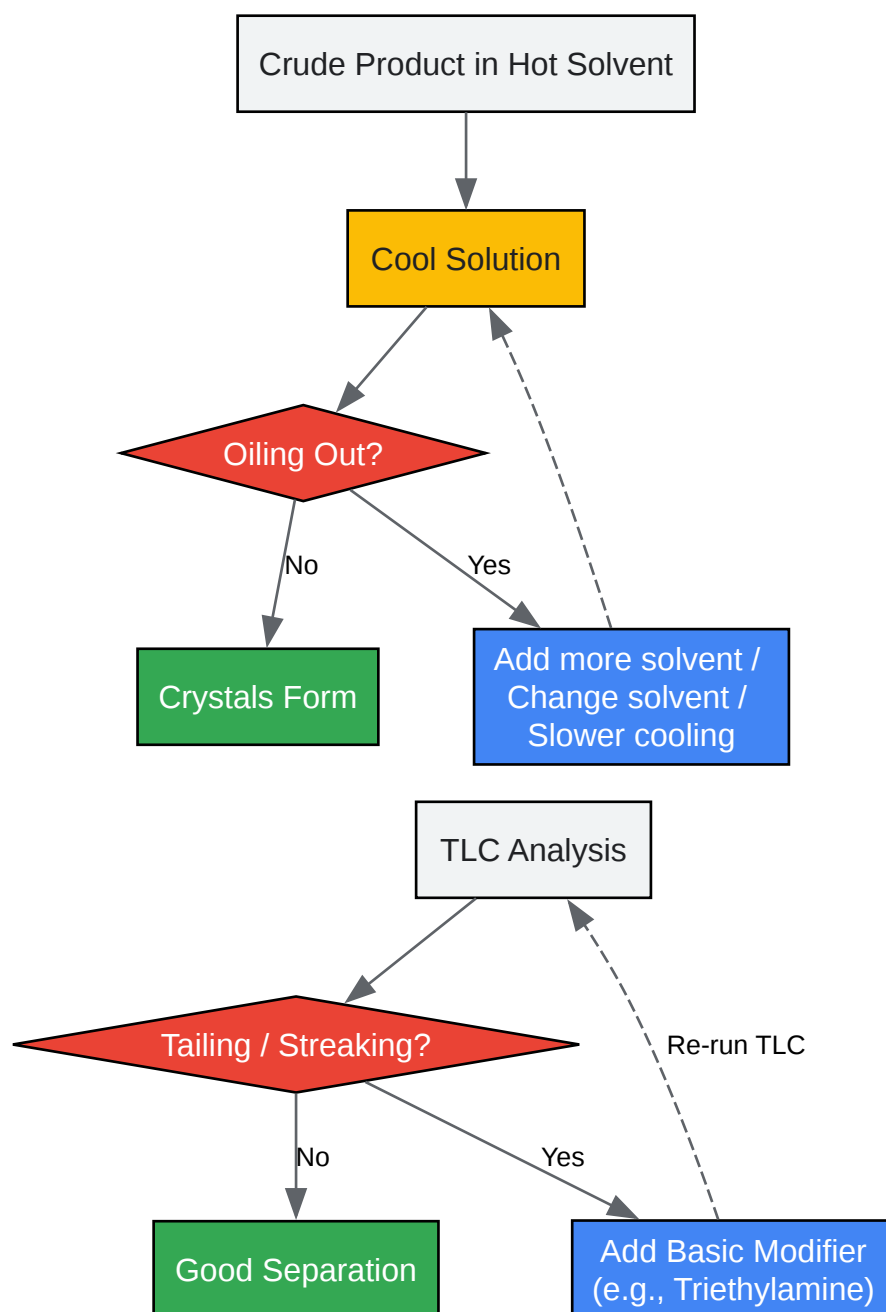 Crude Product in Hot Solvent
Cool Solution
Oiling Out?
No
Yes
Crystals Form
Add more solvent /
Change solvent /
Slower cooling
TLC Analysis
Tailing / Streaking?
Re-run TLC
No
Yes
Good Separation
Add Basic Modifier
(e.g., Triethylamine)